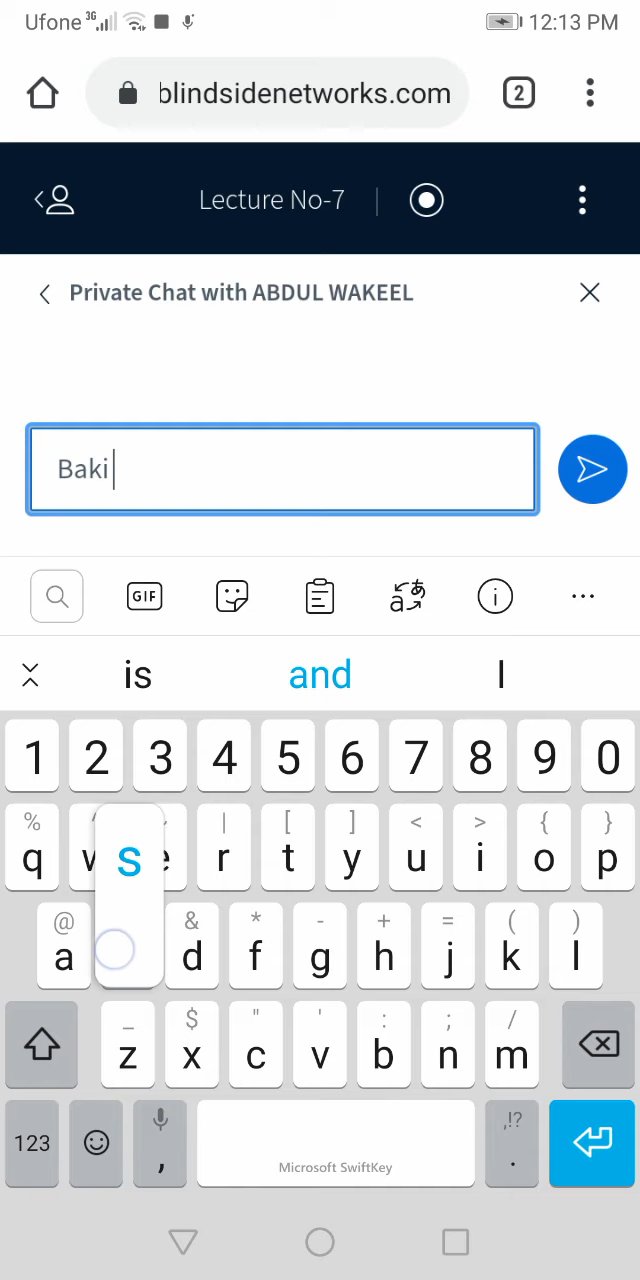 Ufone 3G 12:13 PM
blindsidenetworks.com 2
Lecture No-7
Private Chat with ABDUL WAKEEL
Baki
GIF
is and I
1 2 3 4 5 6 7 8 9 0
% | [ ] < > { }
q w e r t y u i o p
s
@ & * - + = ( )
a d f g h j k l
_ $ " ' : ; /
z x c v b n m
,!?
123 , Microsoft SwiftKey .